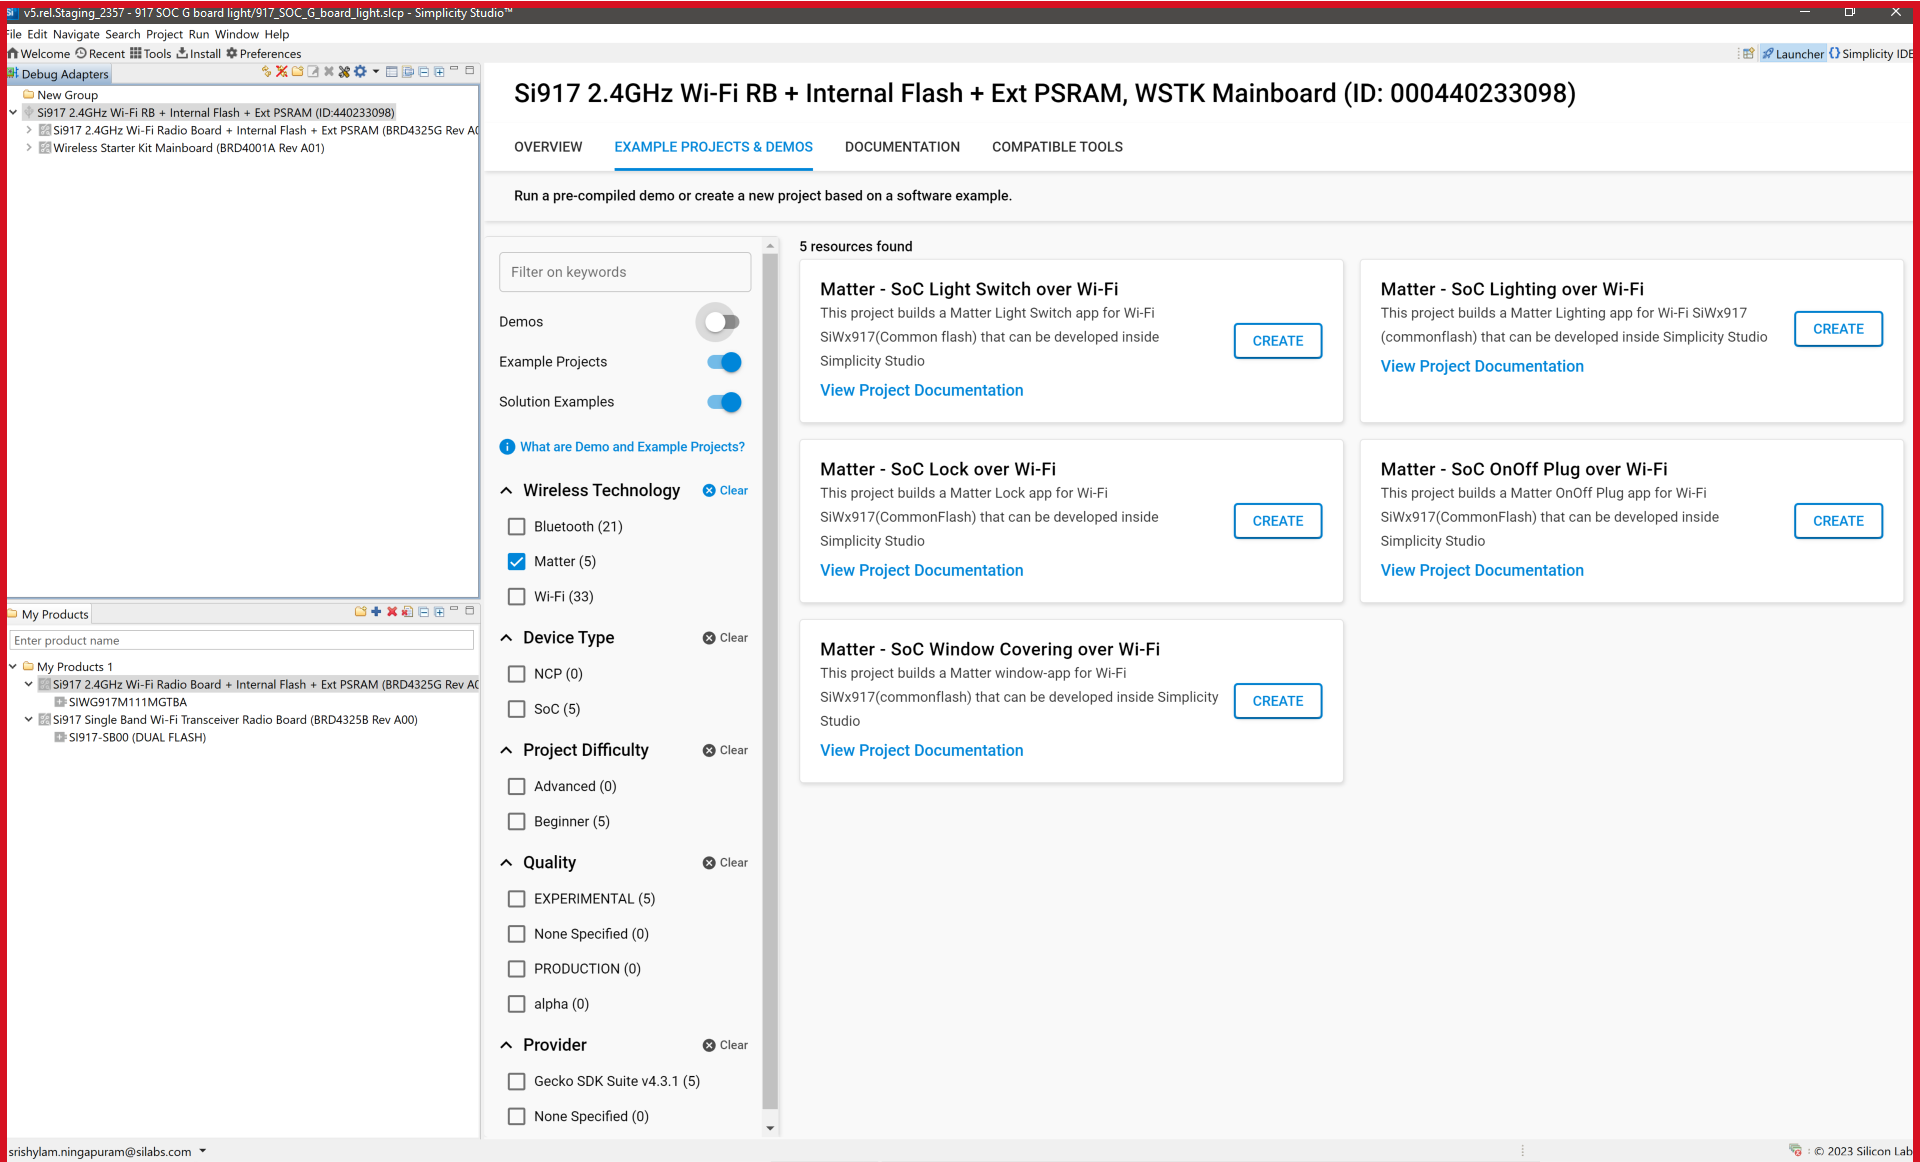 v5.rel.Staging_2357 - 917 SOC G board light/917_SOC_G_board_light.slcp - Simplicity Studio™
File Edit Navigate Search Project Run Window Help
Welcome Recent Tools Install Preferences
Launcher Simplicity IDE
Debug Adapters
New Group
Si917 2.4GHz Wi-Fi RB + Internal Flash + Ext PSRAM (ID:440233098)
Si917 2.4GHz Wi-Fi Radio Board + Internal Flash + Ext PSRAM (BRD4325G Rev A0
Wireless Starter Kit Mainboard (BRD4001A Rev A01)
My Products
Enter product name
My Products 1
Si917 2.4GHz Wi-Fi Radio Board + Internal Flash + Ext PSRAM (BRD4325G Rev A0
SIWG917M111MGTBA
Si917 Single Band Wi-Fi Transceiver Radio Board (BRD4325B Rev A00)
SI917-SB00 (DUAL FLASH)
Si917 2.4GHz Wi-Fi RB + Internal Flash + Ext PSRAM, WSTK Mainboard (ID: 000440233098)
OVERVIEW EXAMPLE PROJECTS & DEMOS DOCUMENTATION COMPATIBLE TOOLS
Run a pre-compiled demo or create a new project based on a software example.
Filter on keywords
Demos
Example Projects
Solution Examples
What are Demo and Example Projects?
Wireless Technology Clear
Bluetooth (21)
Matter (5)
Wi-Fi (33)
Device Type Clear
NCP (0)
SoC (5)
Project Difficulty Clear
Advanced (0)
Beginner (5)
Quality Clear
EXPERIMENTAL (5)
None Specified (0)
PRODUCTION (0)
alpha (0)
Provider Clear
Gecko SDK Suite v4.3.1 (5)
None Specified (0)
5 resources found
Matter - SoC Light Switch over Wi-Fi
This project builds a Matter Light Switch app for Wi-Fi
SiWx917(Common flash) that can be developed inside
Simplicity Studio
View Project Documentation
CREATE
Matter - SoC Lighting over Wi-Fi
This project builds a Matter Lighting app for Wi-Fi SiWx917
(commonflash) that can be developed inside Simplicity Studio
View Project Documentation
CREATE
Matter - SoC Lock over Wi-Fi
This project builds a Matter Lock app for Wi-Fi
SiWx917(CommonFlash) that can be developed inside
Simplicity Studio
View Project Documentation
CREATE
Matter - SoC OnOff Plug over Wi-Fi
This project builds a Matter OnOff Plug app for Wi-Fi
SiWx917(CommonFlash) that can be developed inside
Simplicity Studio
View Project Documentation
CREATE
Matter - SoC Window Covering over Wi-Fi
This project builds a Matter window-app for Wi-Fi
SiWx917(commonflash) that can be developed inside Simplicity
Studio
View Project Documentation
CREATE
srishylam.ningapuram@silabs.com
© 2023 Silicon Lab